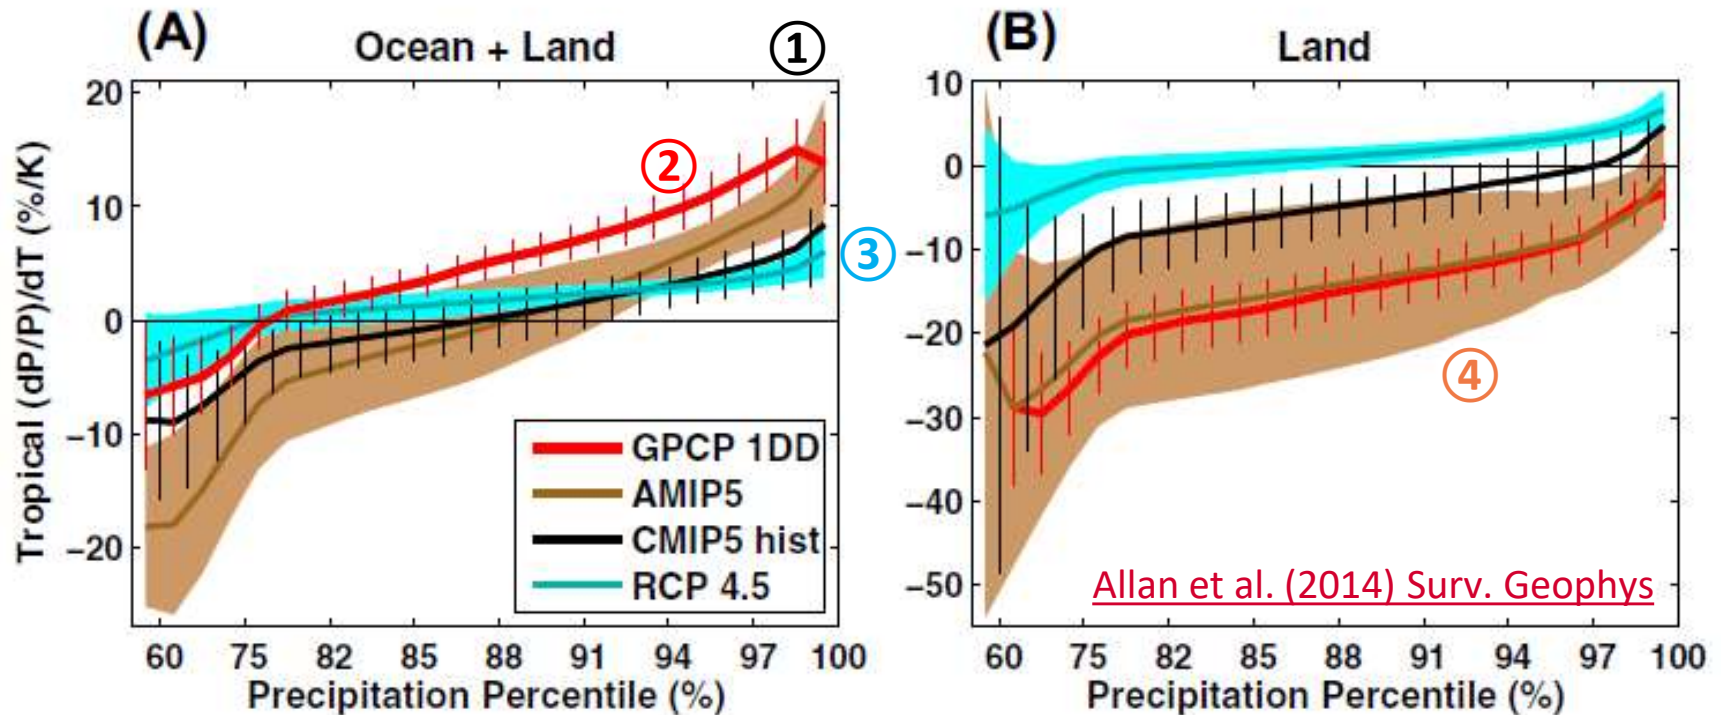 (A) Ocean + Land ①
(B) Land
Tropical (dP/P)/dT (%/K)
20
10
0
−10
−20
②
③
GPCP 1DD
AMIP5
CMIP5 hist
RCP 4.5
60 75 82 85 88 91 94 97 100
Precipitation Percentile (%)
10
0
−10
−20
−30
−40
−50
④
Allan et al. (2014) Surv. Geophys
60 75 82 85 88 91 94 97 100
Precipitation Percentile (%)